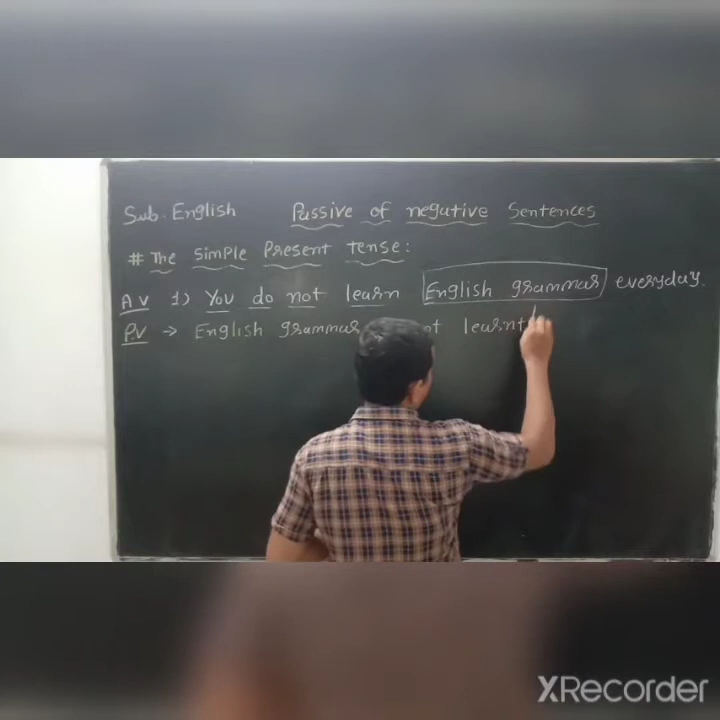 Sub. English Passive of negative Sentences
# The Simple Present tense:
A V 1) You do not learn English grammar everyday.
P.V → English grammar learnt
XRecorder